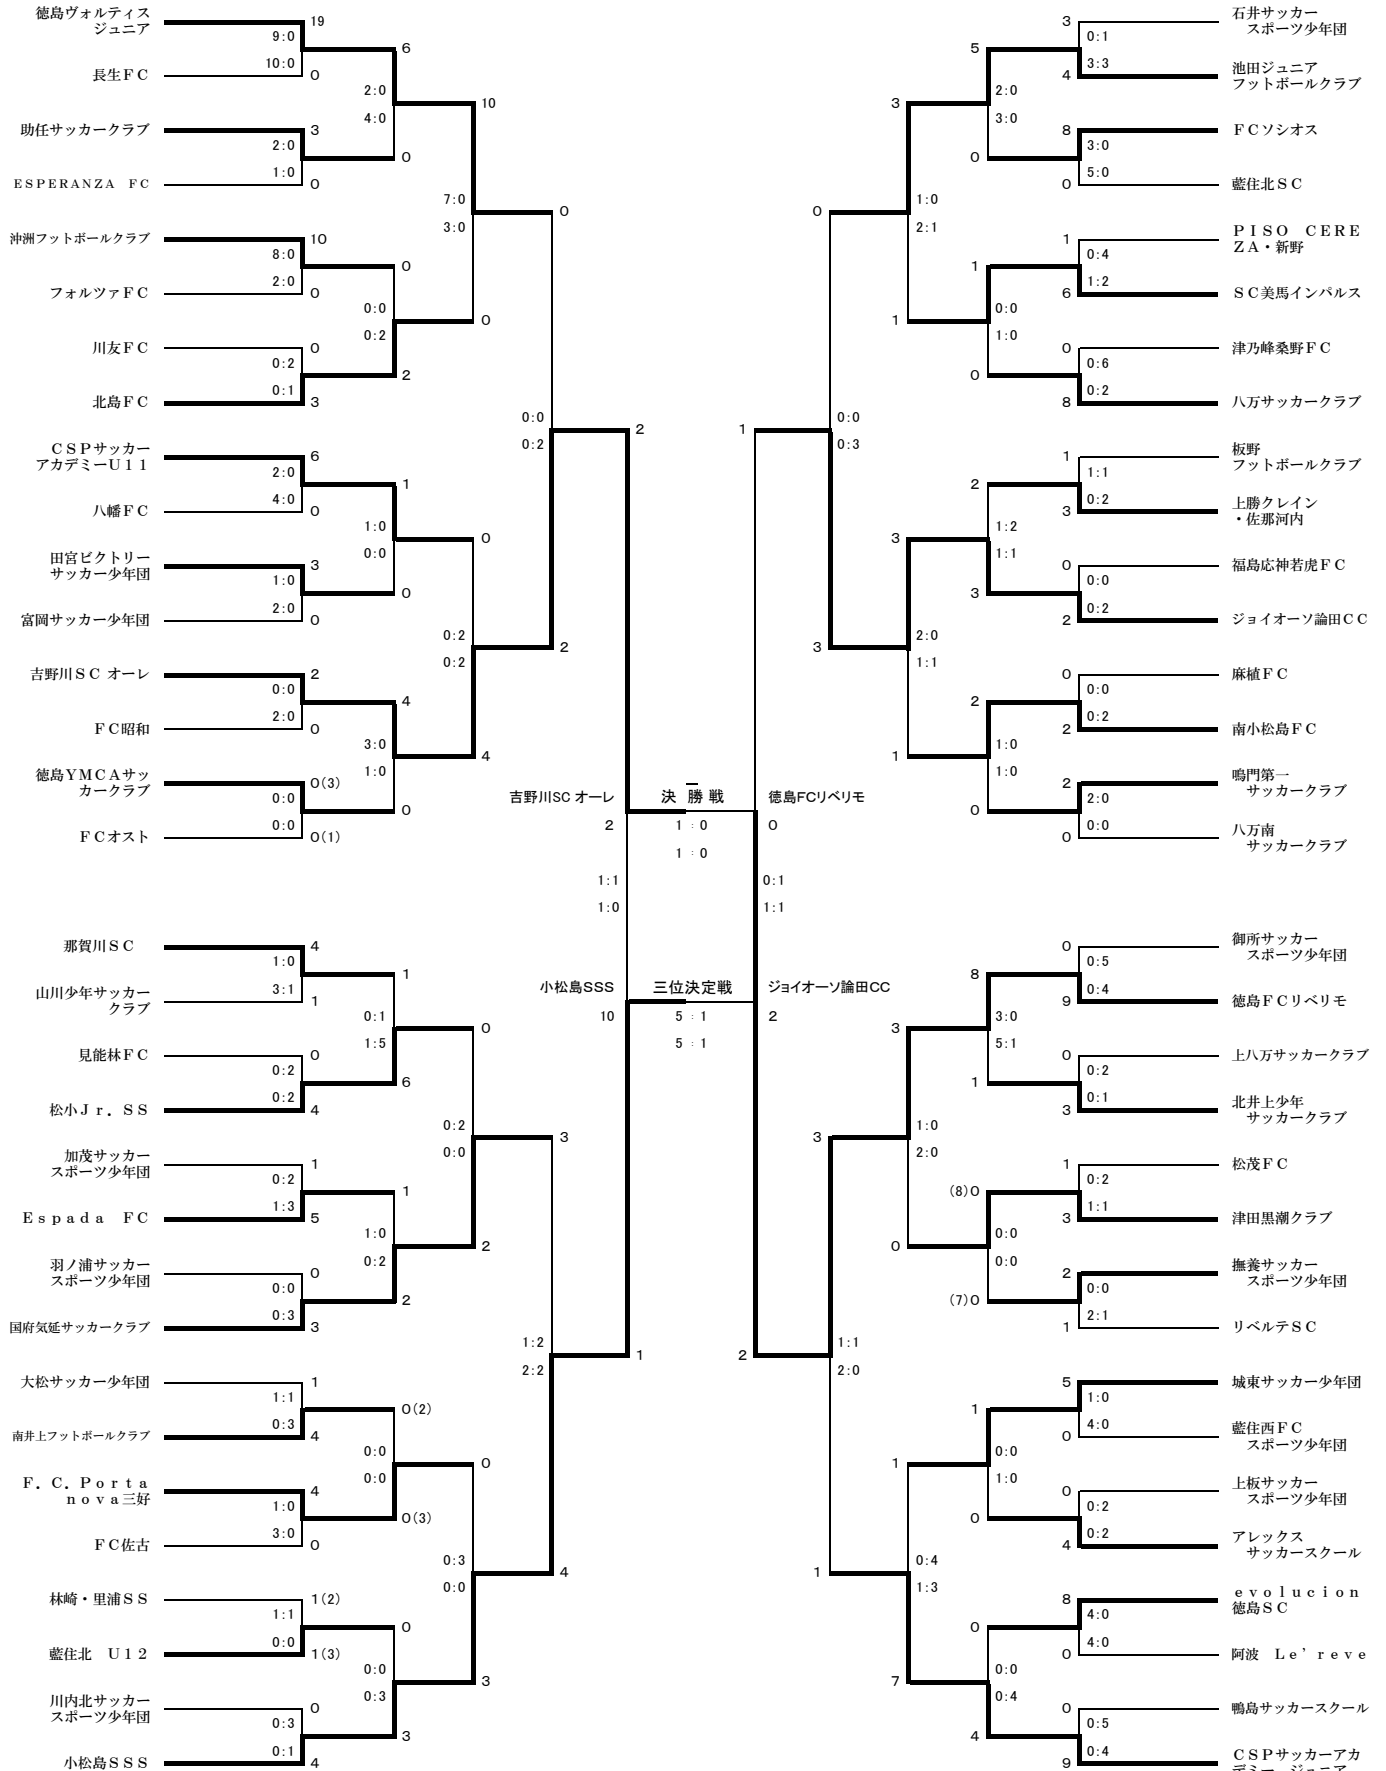 徳島ヴォルティス
ジュニア
19
9:0
10:0
長生ＦＣ
0
6
2:0
4:0
助任サッカークラブ
3
2:0
1:0
ＥＳＰＥＲＡＮＺＡ　ＦＣ
0
0
10
7:0
3:0
沖洲フットボールクラブ
10
8:0
2:0
フォルツァＦＣ
0
0
0:0
0:2
川友ＦＣ
0
0:2
0:1
北島ＦＣ
3
2
0
0
0:0
0:2
ＣＳＰサッカー
アカデミーＵ１１
6
2:0
4:0
八幡ＦＣ
0
1
1:0
0:0
田宮ビクトリー
サッカー少年団
3
1:0
2:0
富岡サッカー少年団
0
0
0
0:2
0:2
吉野川ＳＣ オーレ
2
0:0
2:0
ＦＣ昭和
0
4
3:0
1:0
徳島ＹＭＣＡサッ
カークラブ
0(3)
0:0
0:0
ＦＣオスト
0(1)
0
4
2
2
那賀川ＳＣ
4
1:0
3:1
山川少年サッカー
クラブ
1
1
0:1
1:5
見能林ＦＣ
0
0:2
0:2
松小Ｊｒ．ＳＳ
4
6
0
0:2
0:0
加茂サッカー
スポーツ少年団
1
0:2
1:3
Ｅｓｐａｄａ　ＦＣ
5
1
1:0
0:2
羽ノ浦サッカー
スポーツ少年団
0
0:0
0:3
国府気延サッカークラブ
3
2
2
3
1:2
2:2
大松サッカー少年団
1
1:1
0:3
南井上フットボールクラブ
4
0(2)
0:0
0:0
Ｆ．Ｃ．Ｐｏｒｔａ
ｎｏｖａ三好
4
1:0
3:0
ＦＣ佐古
0
0(3)
0
0:3
0:0
林崎・里浦ＳＳ
1(2)
1:1
0:0
藍住北　Ｕ１２
1(3)
0
0:0
0:3
川内北サッカー
スポーツ少年団
0
0:3
0:1
小松島ＳＳＳ
4
3
3
4
1
吉野川SC オーレ
2
1:1
1:0
小松島SSS
10
決 勝 戦
1 : 0
1 : 0
三位決定戦
5 : 1
5 : 1
徳島FCリベリモ
0
0:1
1:1
ジョイオーソ論田CC
2
石井サッカー
スポーツ少年団
3
0:1
3:3
池田ジュニア
フットボールクラブ
4
5
2:0
3:0
ＦＣソシオス
8
3:0
5:0
藍住北ＳＣ
0
0
3
1:0
2:1
ＰＩＳＯ　ＣＥＲＥ
ＺＡ・新野
1
0:4
1:2
ＳＣ美馬インパルス
6
1
0:0
1:0
津乃峰桑野ＦＣ
0
0:6
0:2
八万サッカークラブ
8
0
1
0
0:0
0:3
板野
フットボールクラブ
1
1:1
0:2
上勝クレイン
・佐那河内
3
2
1:2
1:1
福島応神若虎ＦＣ
0
0:0
0:2
ジョイオーソ論田ＣＣ
2
3
3
2:0
1:1
麻植ＦＣ
0
0:0
0:2
南小松島ＦＣ
2
2
1:0
1:0
鳴門第一
サッカークラブ
2
2:0
0:0
八万南
サッカークラブ
0
0
1
3
1
御所サッカー
スポーツ少年団
0
0:5
0:4
徳島ＦＣリベリモ
9
8
3:0
5:1
上八万サッカークラブ
0
0:2
0:1
北井上少年
サッカークラブ
3
1
3
1:0
2:0
松茂ＦＣ
1
0:2
1:1
津田黒潮クラブ
3
(8)0
0:0
0:0
撫養サッカー
スポーツ少年団
2
0:0
2:1
リベルテＳＣ
1
(7)0
0
3
1:1
2:0
城東サッカー少年団
5
1:0
4:0
藍住西ＦＣ
スポーツ少年団
0
1
0:0
1:0
上板サッカー
スポーツ少年団
0
0:2
0:2
アレックス
サッカースクール
4
0
1
0:4
1:3
ｅｖｏｌｕｃｉｏｎ
徳島ＳＣ
8
4:0
4:0
阿波　Ｌｅ’ｒｅｖｅ
0
0
0:0
0:4
鴨島サッカースクール
0
0:5
0:4
ＣＳＰサッカーアカ
デミー　ジュニア
9
4
7
1
2